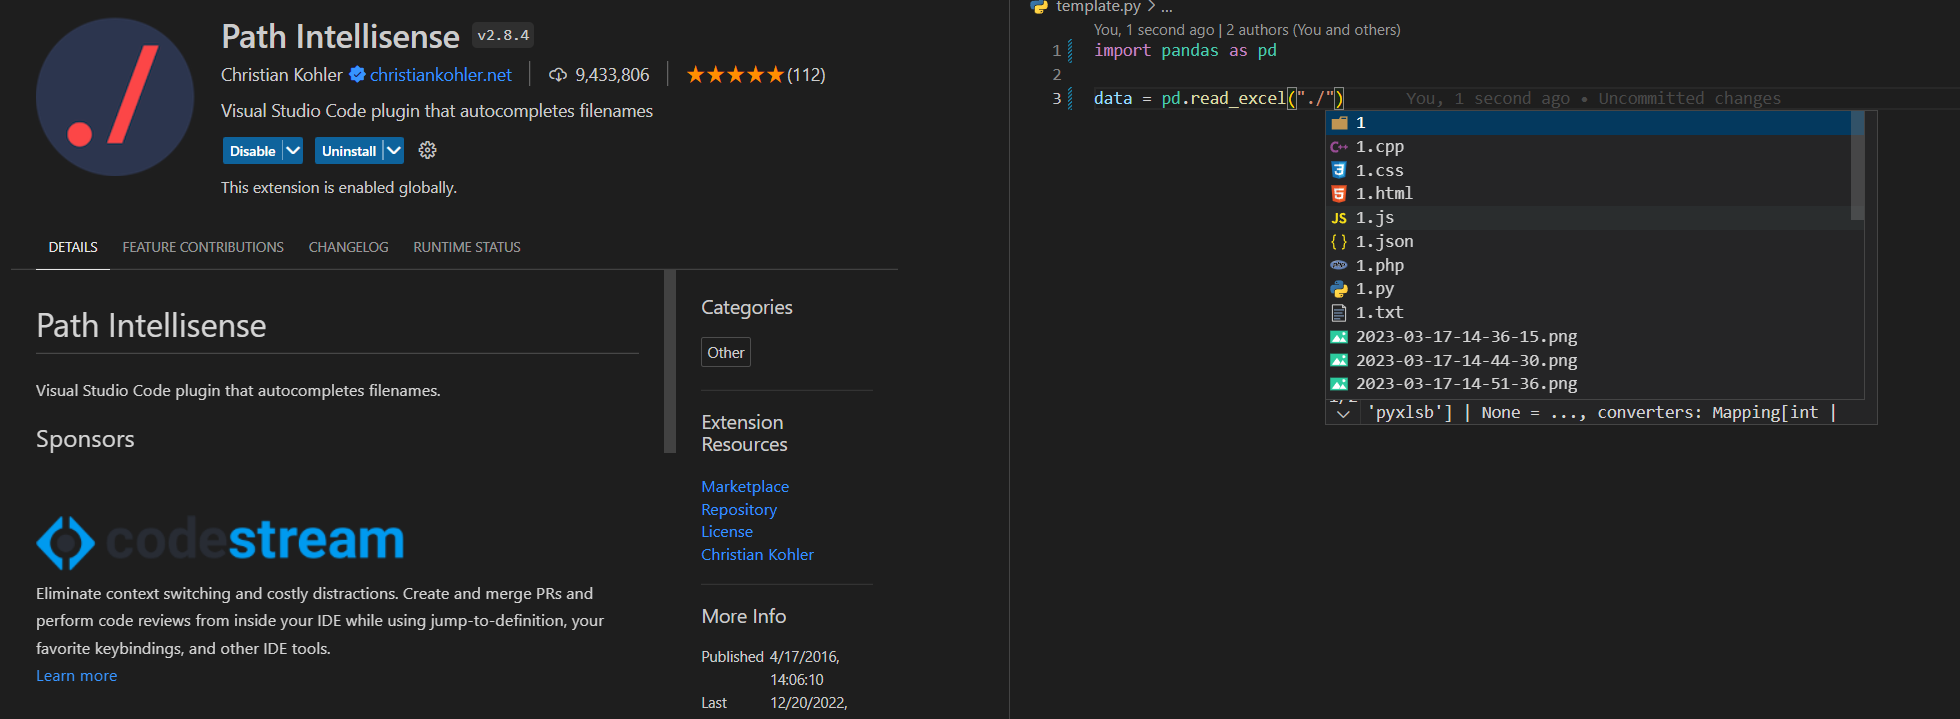 Path Intellisense v2.8.4
Christian Kohler christiankohler.net 9,433,806 ★★★★★(112)
Visual Studio Code plugin that autocompletes filenames
Disable Uninstall
This extension is enabled globally.
DETAILS FEATURE CONTRIBUTIONS CHANGELOG RUNTIME STATUS
Path Intellisense
Visual Studio Code plugin that autocompletes filenames.
Sponsors
codestream
Eliminate context switching and costly distractions. Create and merge PRs and
perform code reviews from inside your IDE while using jump-to-definition, your
favorite keybindings, and other IDE tools.
Learn more
Categories
Other
Extension
Resources
Marketplace
Repository
License
Christian Kohler
More Info
Published 4/17/2016,
14:06:10
Last 12/20/2022,
template.py > ...
You, 1 second ago | 2 authors (You and others)
1 import pandas as pd
2
3 data = pd.read_excel("./") You, 1 second ago • Uncommitted changes
1
C++ 1.cpp
1.css
1.html
JS 1.js
{} 1.json
php 1.php
1.py
1.txt
2023-03-17-14-36-15.png
2023-03-17-14-44-30.png
2023-03-17-14-51-36.png
'pyxlsb'] | None = ..., converters: Mapping[int |